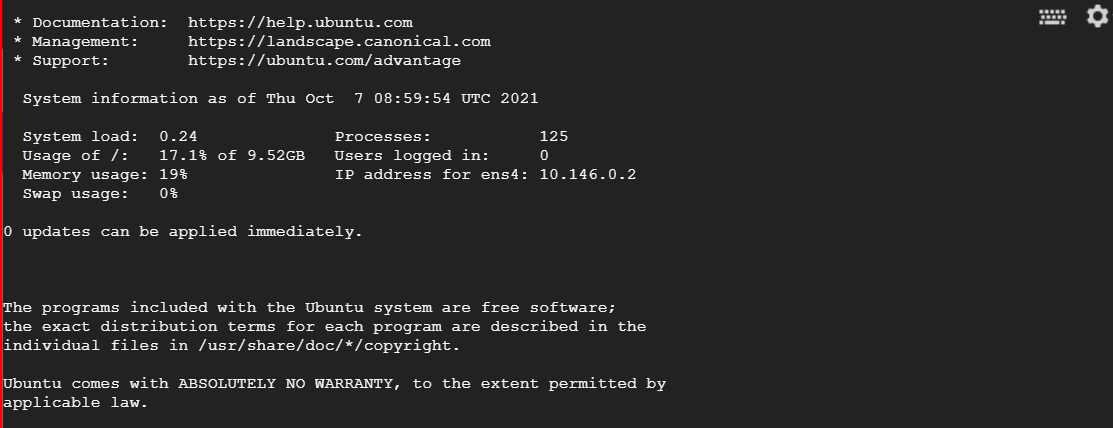 * Documentation:  https://help.ubuntu.com
* Management:     https://landscape.canonical.com
* Support:        https://ubuntu.com/advantage
System information as of Thu Oct  7 08:59:54 UTC 2021
System load:  0.24              Processes:           125
Usage of /:   17.1% of 9.52GB   Users logged in:     0
Memory usage: 19%               IP address for ens4: 10.146.0.2
Swap usage:   0%
0 updates can be applied immediately.
The programs included with the Ubuntu system are free software;
the exact distribution terms for each program are described in the
individual files in /usr/share/doc/*/copyright.
Ubuntu comes with ABSOLUTELY NO WARRANTY, to the extent permitted by
applicable law.